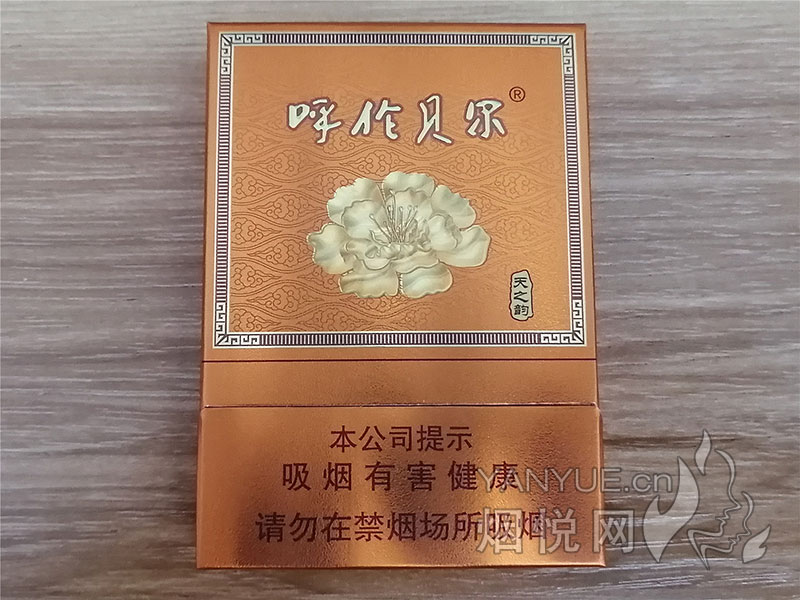 呼伦贝尔®
天之韵
本公司提示
吸烟有害健康
请勿在禁烟场所吸烟
YANYUE.cn
烟悦网